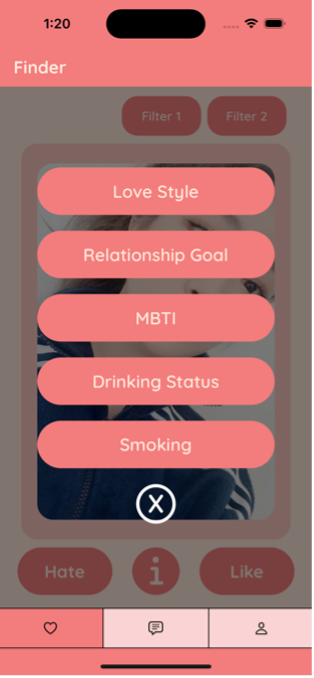 1:20
Finder
Filter 1 Filter 2
Love Style
Relationship Goal
MBTI
Drinking Status
Smoking
X
Hate i Like